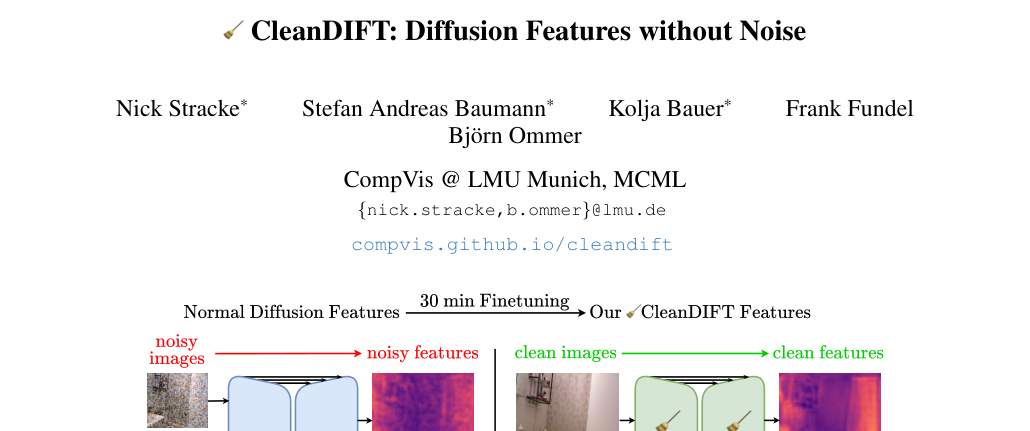 CleanDIFT: Diffusion Features without Noise
Nick Stracke* Stefan Andreas Baumann* Kolja Bauer* Frank Fundel
Björn Ommer
CompVis @ LMU Munich, MCML
{nick.stracke,b.ommer}@lmu.de
compvis.github.io/cleandift
30 min Finetuning
Normal Diffusion Features Our CleanDIFT Features
noisy
images noisy features clean images clean features